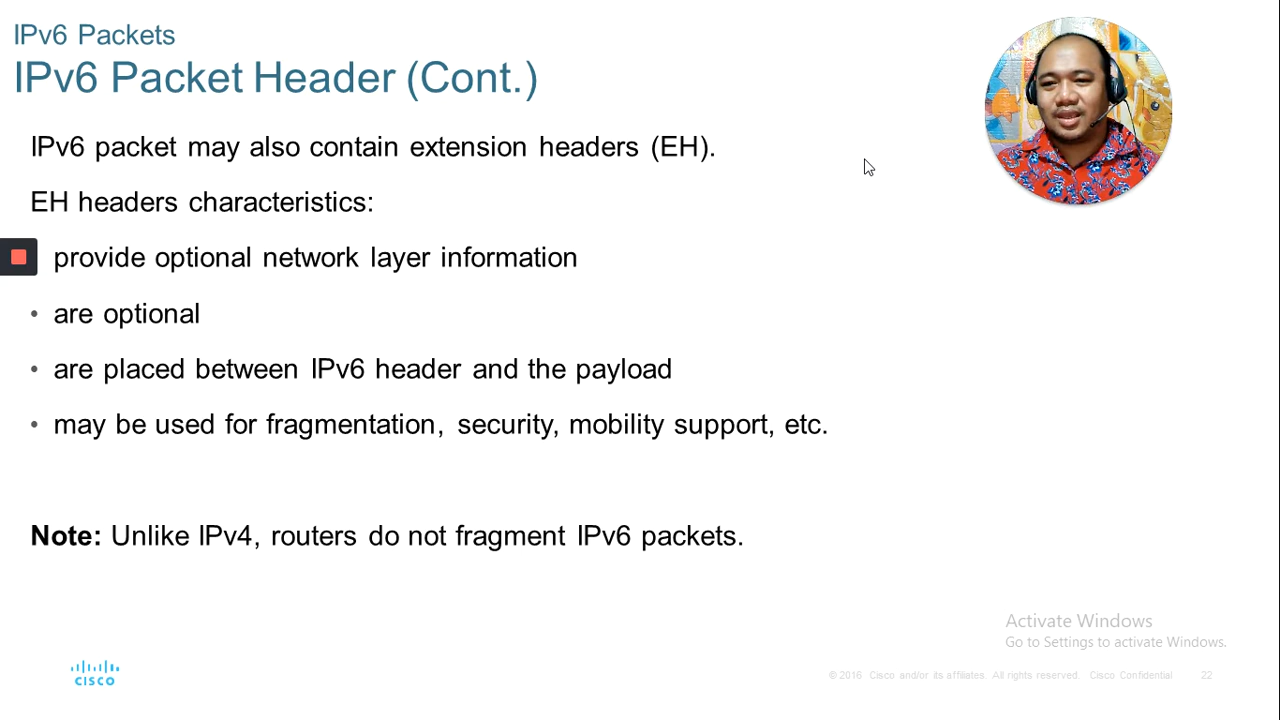 IPv6 Packets
IPv6 Packet Header (Cont.)
IPv6 packet may also contain extension headers (EH).
EH headers characteristics:
provide optional network layer information
• are optional
• are placed between IPv6 header and the payload
• may be used for fragmentation, security, mobility support, etc.
Note: Unlike IPv4, routers do not fragment IPv6 packets.
Activate Windows
Go to Settings to activate Windows.
CISCO
© 2016 Cisco and/or its affiliates. All rights reserved. Cisco Confidential 22